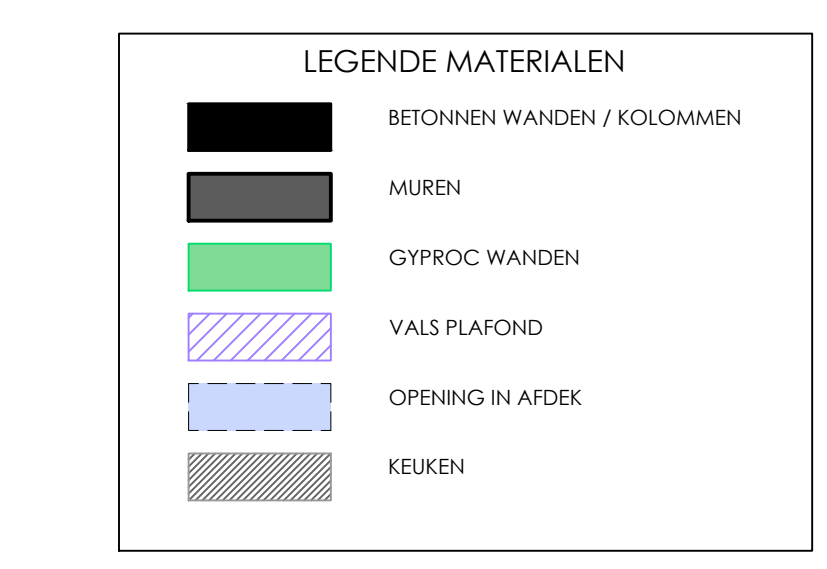 LEGENDE MATERIALEN
BETONNEN WANDEN / KOLOMMEN
MUREN
GYPROC WANDEN
VALS PLAFOND
OPENING IN AFDEK
KEUKEN